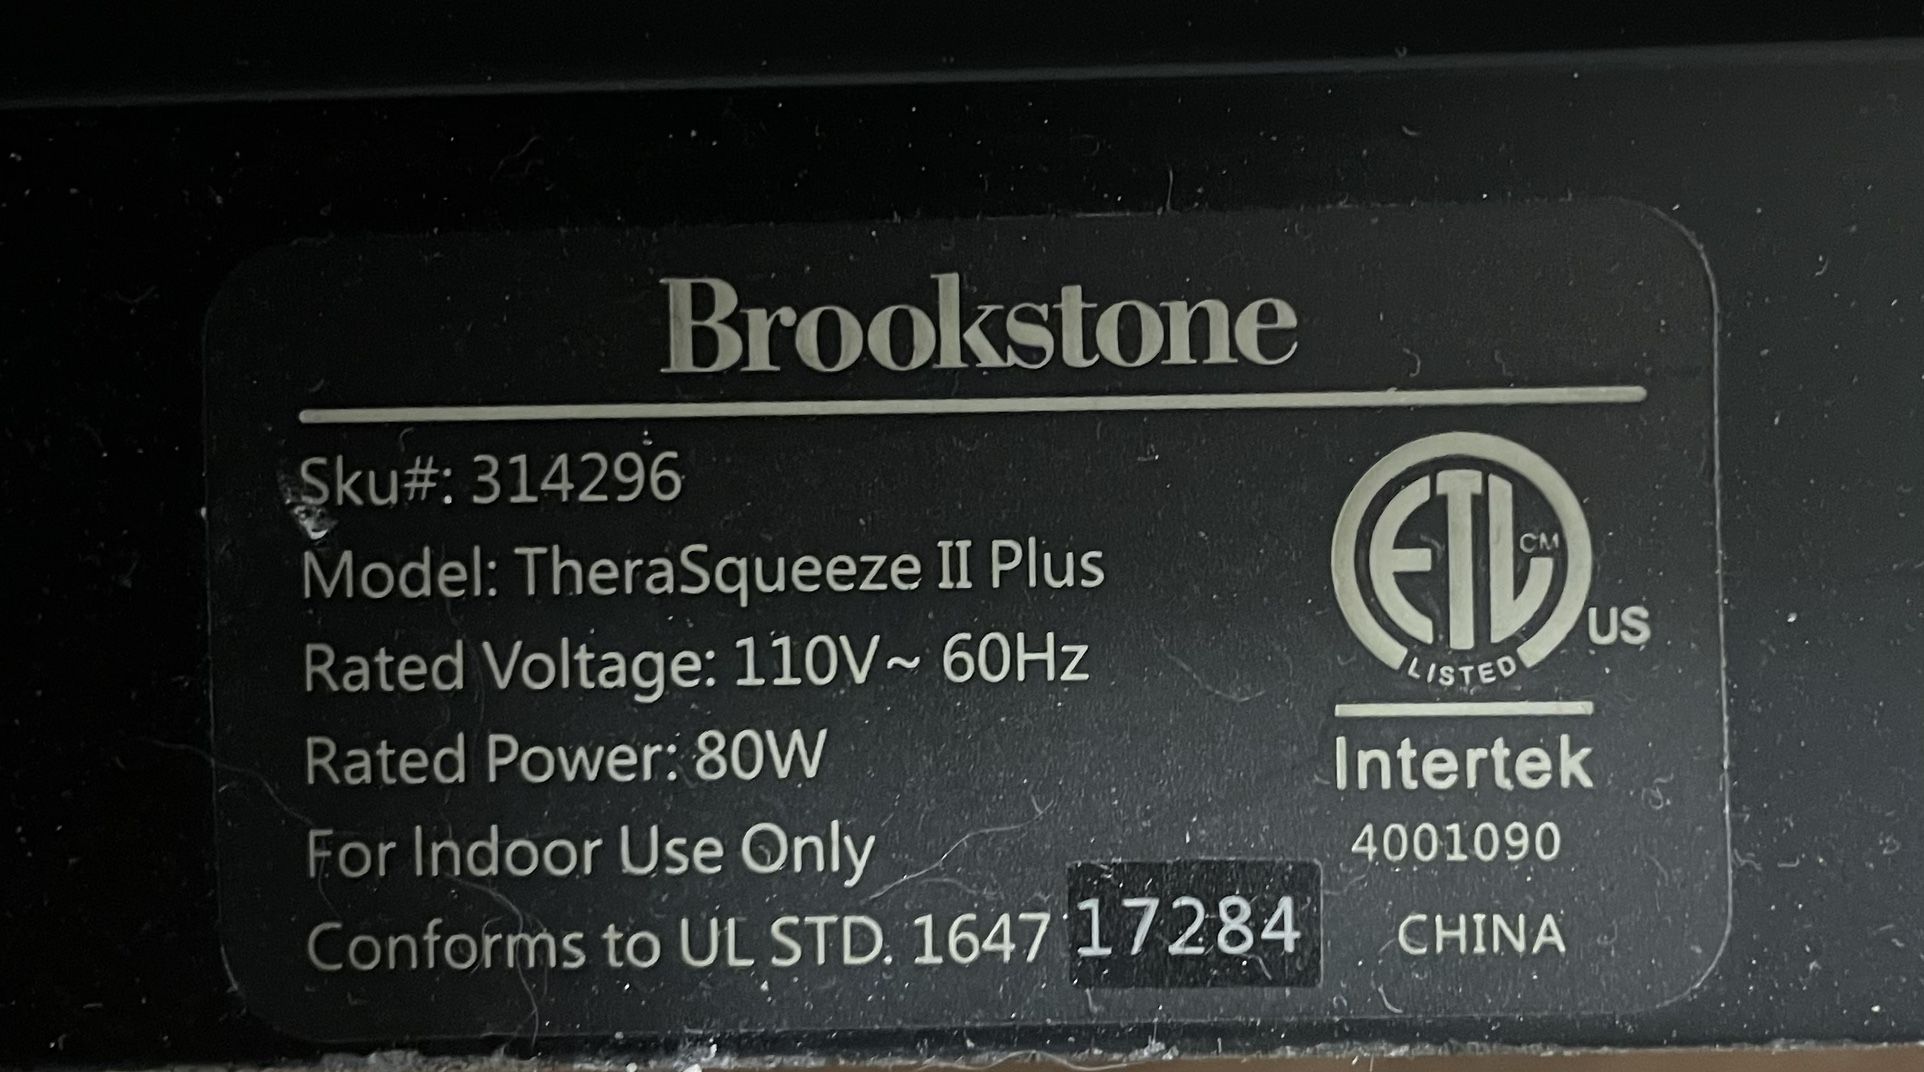 Brookstone
Sku#: 314296
Model: TheraSqueeze II Plus
Rated Voltage: 110V~ 60Hz
Rated Power: 80W
For Indoor Use Only
Conforms to UL STD. 1647 17284
ETL CM
LISTED
US
Intertek
4001090
CHINA